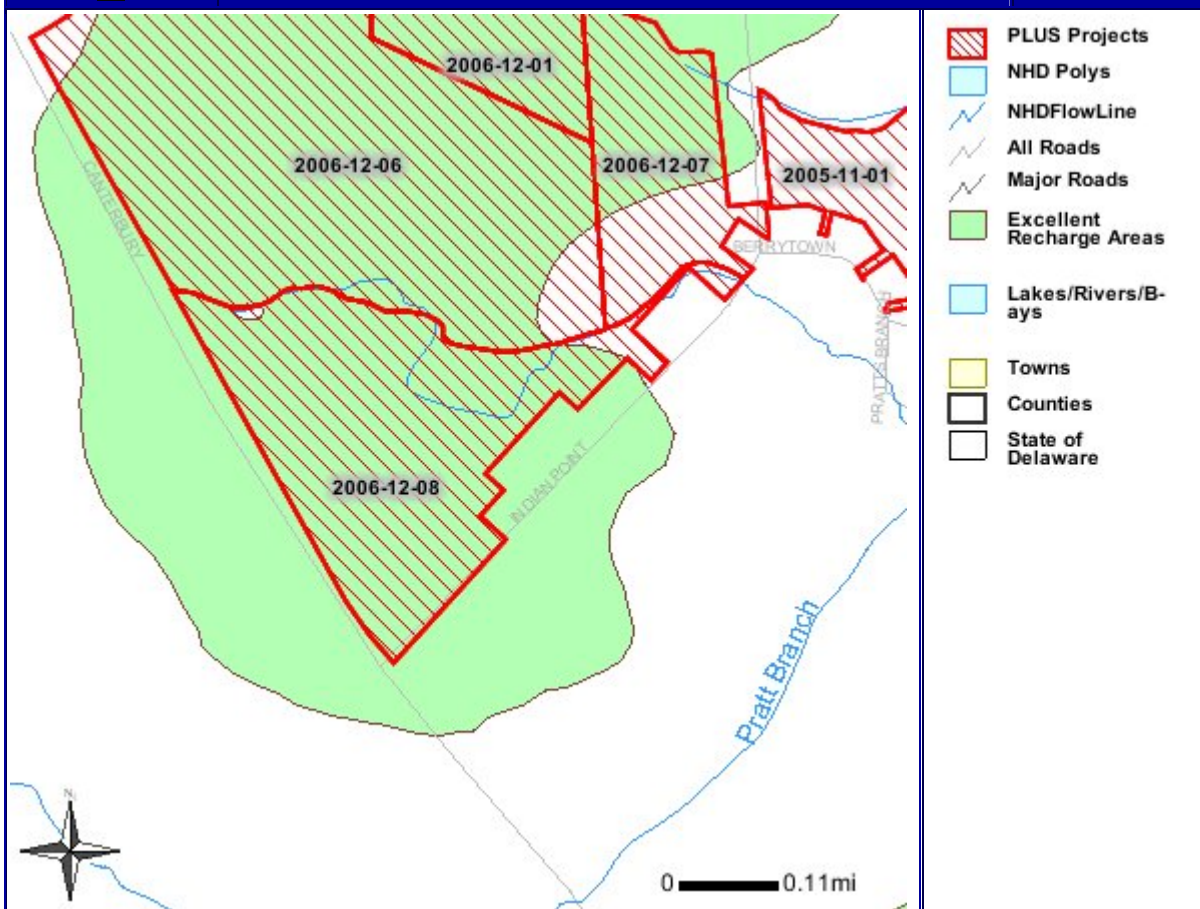 2006-12-01
2006-12-06
2006-12-07
2005-11-01
CANTERBURY
BERRYTOWN
PRATTS BRANCH
2006-12-08
INDIAN POINT
Pratt Branch
N
0
0.11mi
PLUS Projects
NHD Polys
NHDFlowLine
All Roads
Major Roads
Excellent
Recharge Areas
Lakes/Rivers/B-
ays
Towns
Counties
State of
Delaware